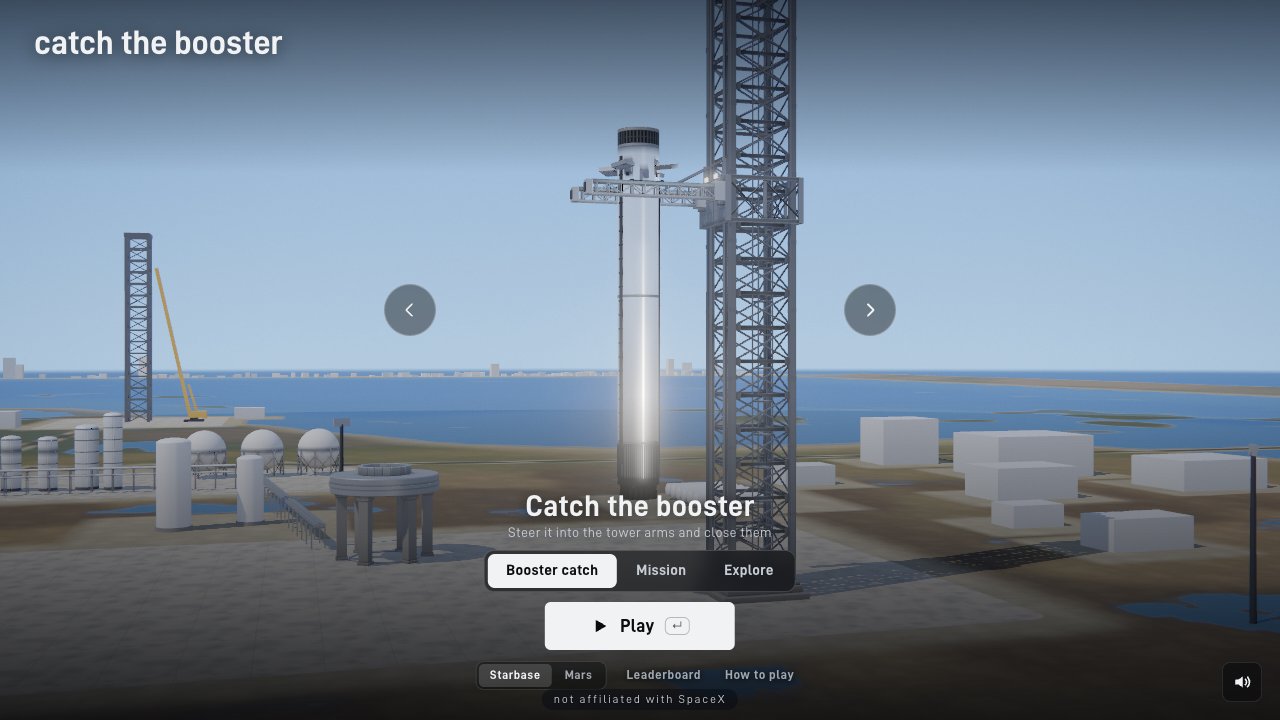 catch the booster
Catch the booster
Steer it into the tower arms and close them
Booster catch
Mission
Explore
Play
Starbase
Mars
Leaderboard
How to play
not affiliated with SpaceX